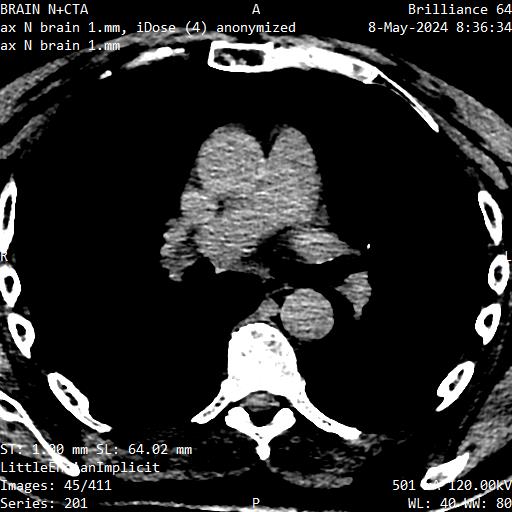 BRAIN N+CTA
A
Brilliance 64
ax N brain 1.mm, iDose (4) anonymized
8-May-2024 8:36:34
ax N brain 1.mm
R
L
ST: 1.00 mm SL: 64.02 mm
LittleEndianImplicit
Images: 45/411
501
120.00kV
Series: 201
P
WL: 40 WW: 80